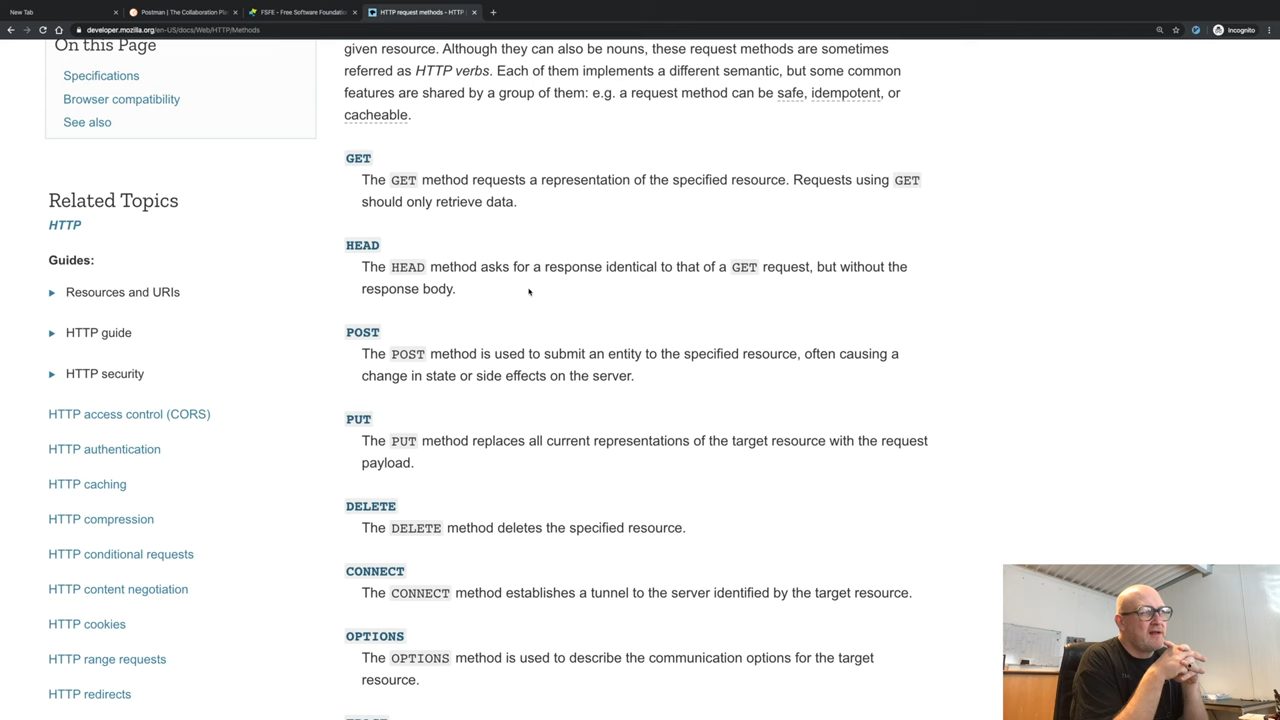 New Tab
Postman | The Collaboration Pl
FSFE - Free Software Foundatio
HTTP request methods - HTTP |
developer.mozilla.org/en-US/docs/Web/HTTP/Methods
Incognito
On this Page
Specifications
Browser compatibility
See also
Related Topics
HTTP
Guides:
Resources and URIs
HTTP guide
HTTP security
HTTP access control (CORS)
HTTP authentication
HTTP caching
HTTP compression
HTTP conditional requests
HTTP content negotiation
HTTP cookies
HTTP range requests
HTTP redirects
given resource. Although they can also be nouns, these request methods are sometimes
referred as HTTP verbs. Each of them implements a different semantic, but some common
features are shared by a group of them: e.g. a request method can be safe, idempotent, or
cacheable.
GET
The GET method requests a representation of the specified resource. Requests using GET
should only retrieve data.
HEAD
The HEAD method asks for a response identical to that of a GET request, but without the
response body.
POST
The POST method is used to submit an entity to the specified resource, often causing a
change in state or side effects on the server.
PUT
The PUT method replaces all current representations of the target resource with the request
payload.
DELETE
The DELETE method deletes the specified resource.
CONNECT
The CONNECT method establishes a tunnel to the server identified by the target resource.
OPTIONS
The OPTIONS method is used to describe the communication options for the target
resource.